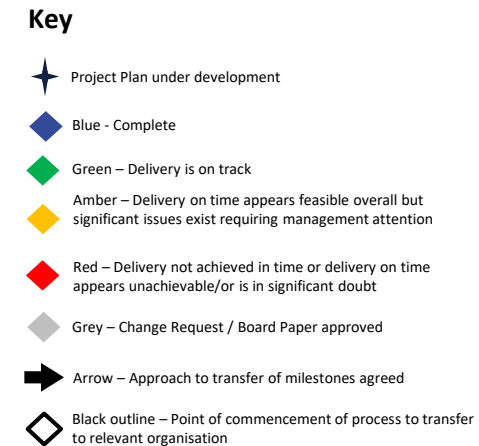 Key
Project Plan under development
Blue - Complete
Green – Delivery is on track
Amber – Delivery on time appears feasible overall but
significant issues exist requiring management attention
Red – Delivery not achieved in time or delivery on time
appears unachievable/or is in significant doubt
Grey – Change Request / Board Paper approved
Arrow – Approach to transfer of milestones agreed
Black outline – Point of commencement of process to transfer
to relevant organisation